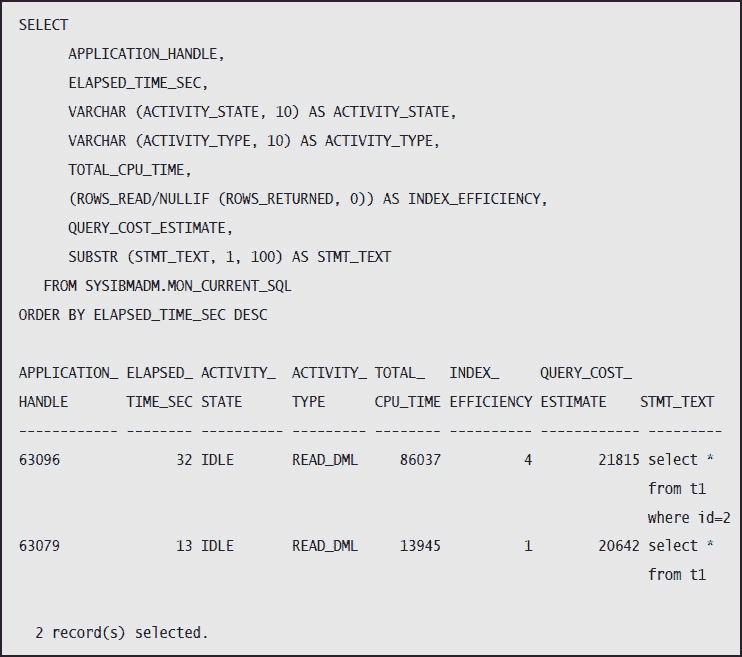 SELECT
APPLICATION_HANDLE,
ELAPSED_TIME_SEC,
VARCHAR (ACTIVITY_STATE, 10) AS ACTIVITY_STATE,
VARCHAR (ACTIVITY_TYPE, 10) AS ACTIVITY_TYPE,
TOTAL_CPU_TIME,
(ROWS_READ/NULLIF (ROWS_RETURNED, 0)) AS INDEX_EFFICIENCY,
QUERY_COST_ESTIMATE,
SUBSTR (STMT_TEXT, 1, 100) AS STMT_TEXT
FROM SYSIBMADM.MON_CURRENT_SQL
ORDER BY ELAPSED_TIME_SEC DESC
APPLICATION_ ELAPSED_ ACTIVITY_ ACTIVITY_ TOTAL_ INDEX_ QUERY_COST_
HANDLE TIME_SEC STATE TYPE CPU_TIME EFFICIENCY ESTIMATE STMT_TEXT
------------ -------- ---------- --------- -------- ---------- ------------ ---------
63096 32 IDLE READ_DML 86037 4 21815 select *
from t1
where id=2
63079 13 IDLE READ_DML 13945 1 20642 select *
from t1
2 record(s) selected.